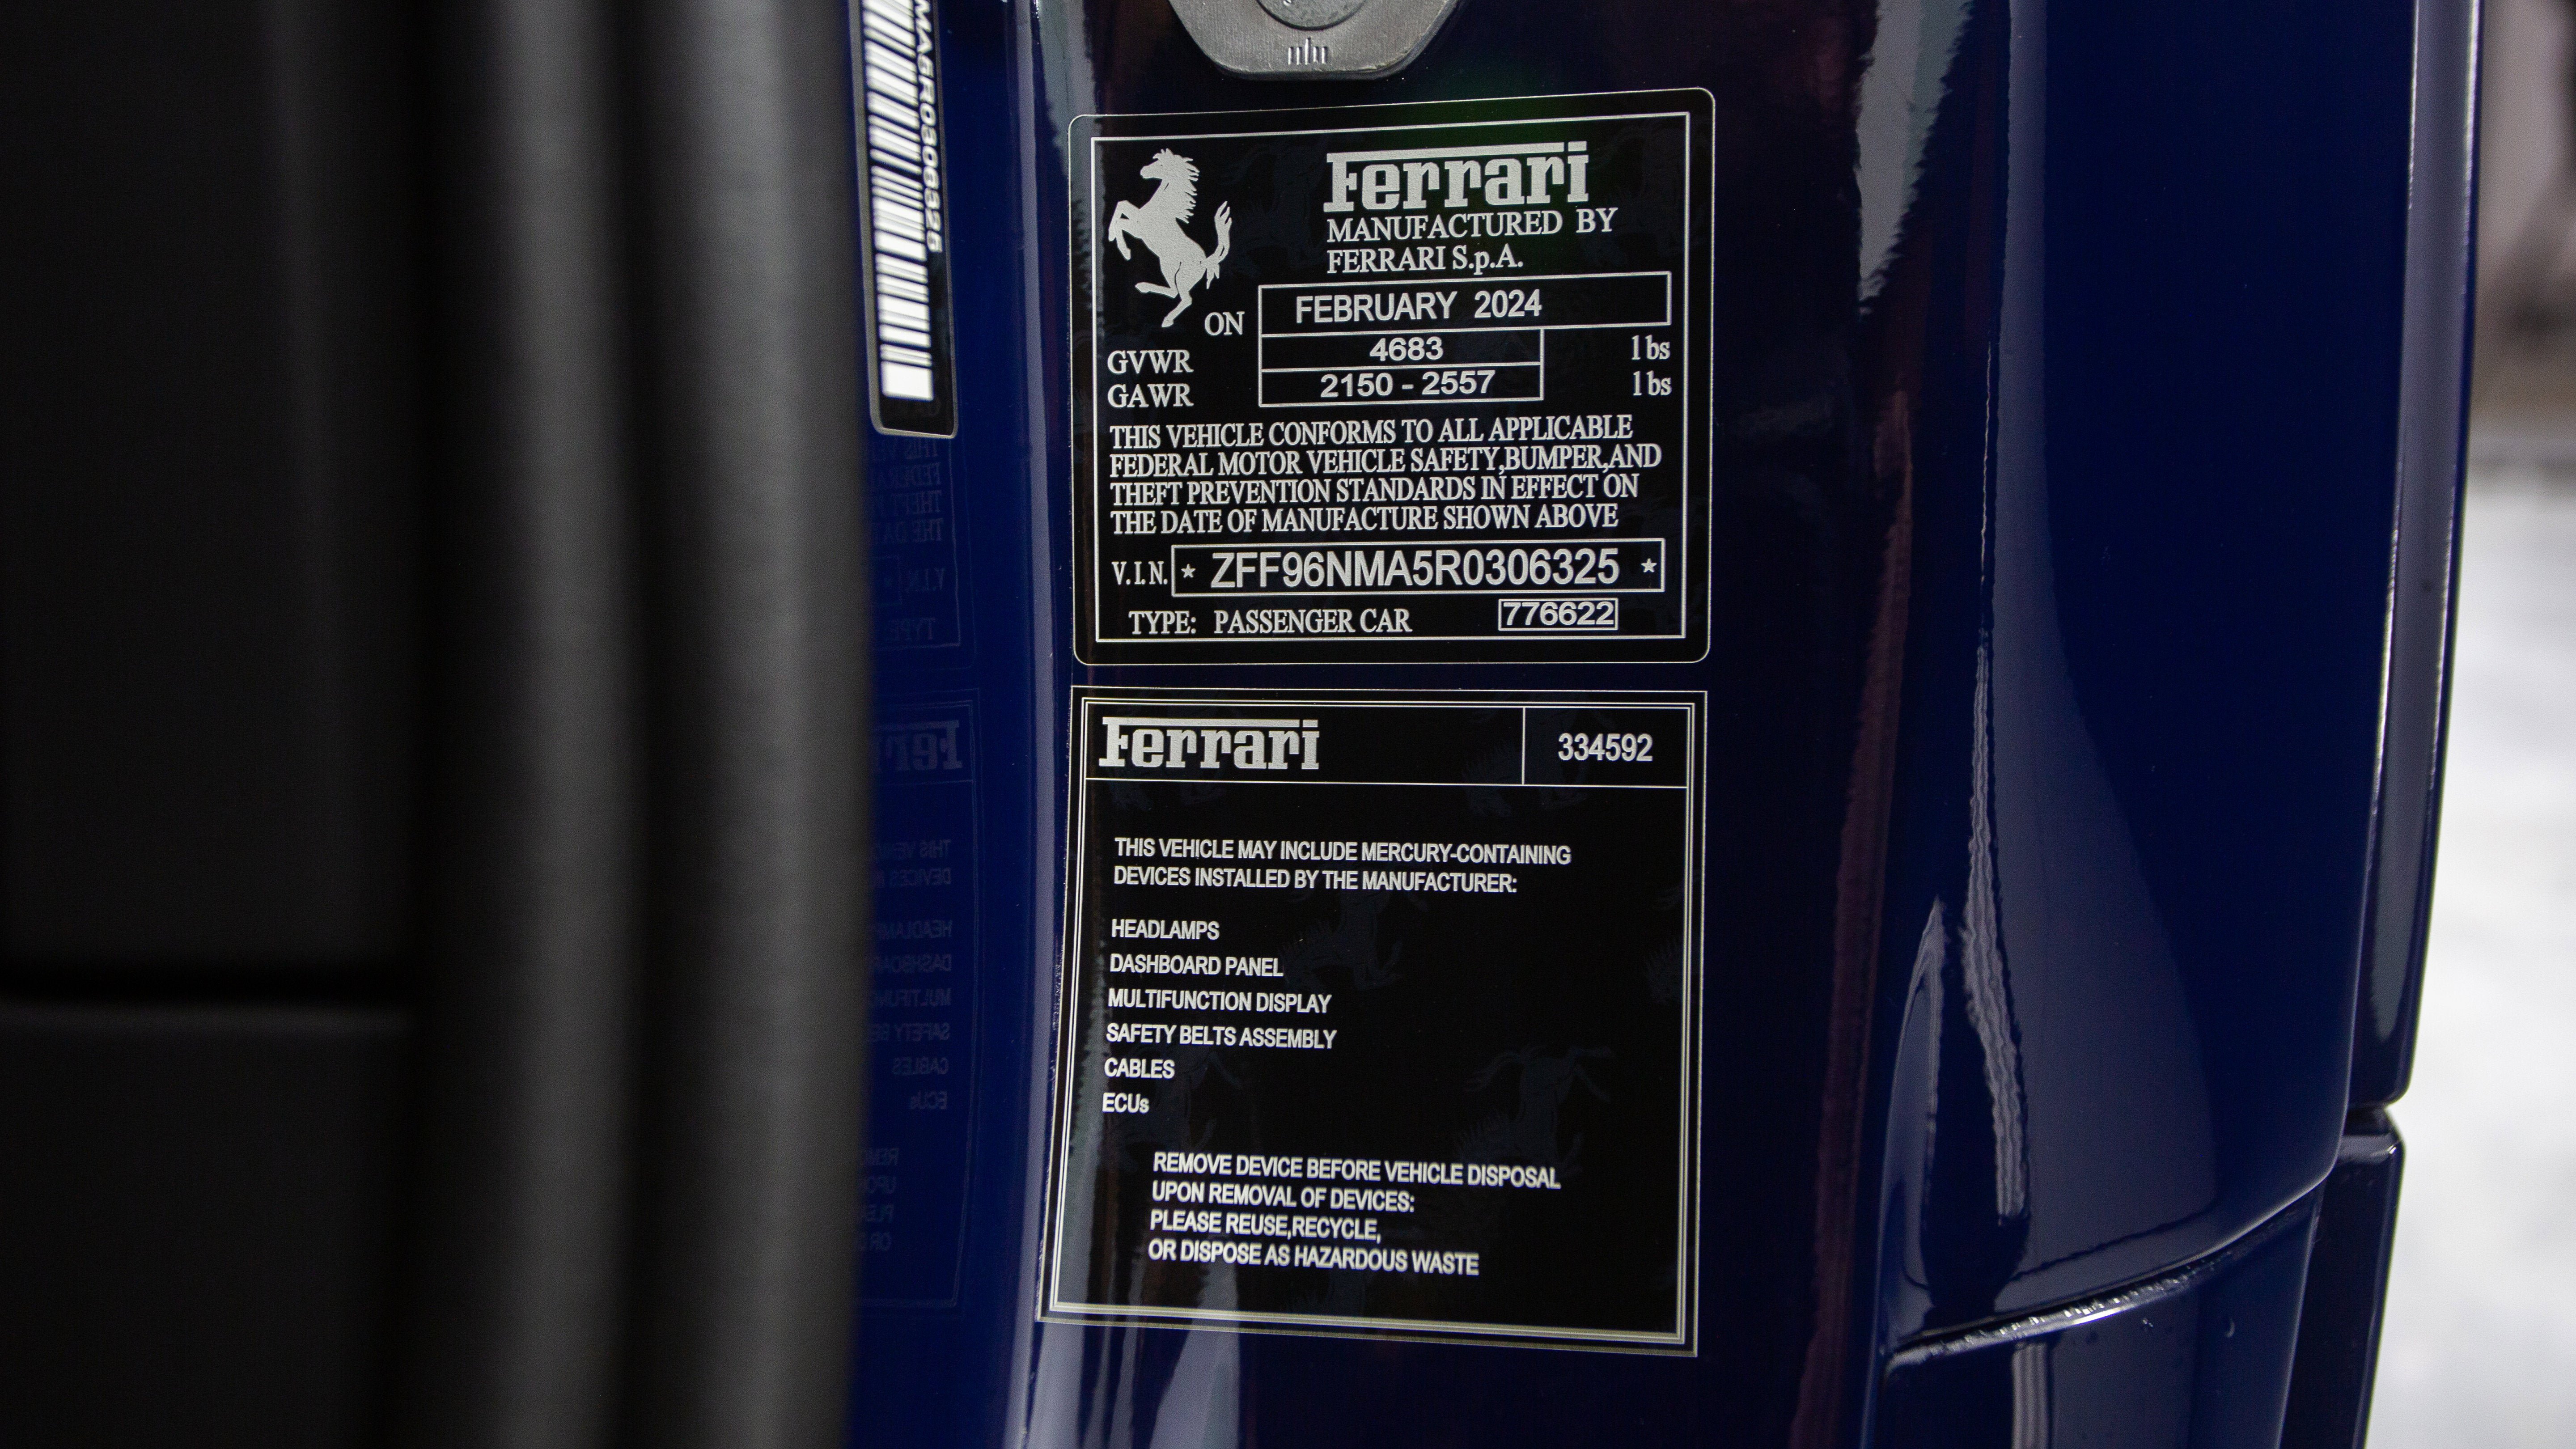 MA5R0306325
Ferrari
MANUFACTURED BY
FERRARI S.p.A.
ON FEBRUARY 2024
GVWR 4683 lbs
GAWR 2150 - 2557 lbs
THIS VEHICLE CONFORMS TO ALL APPLICABLE
FEDERAL MOTOR VEHICLE SAFETY,BUMPER,AND
THEFT PREVENTION STANDARDS IN EFFECT ON
THE DATE OF MANUFACTURE SHOWN ABOVE
V.I.N. * ZFF96NMA5R0306325 *
TYPE: PASSENGER CAR 776622
Ferrari 334592
THIS VEHICLE MAY INCLUDE MERCURY-CONTAINING
DEVICES INSTALLED BY THE MANUFACTURER:
HEADLAMPS
DASHBOARD PANEL
MULTIFUNCTION DISPLAY
SAFETY BELTS ASSEMBLY
CABLES
ECUs
REMOVE DEVICE BEFORE VEHICLE DISPOSAL
UPON REMOVAL OF DEVICES:
PLEASE REUSE,RECYCLE,
OR DISPOSE AS HAZARDOUS WASTE